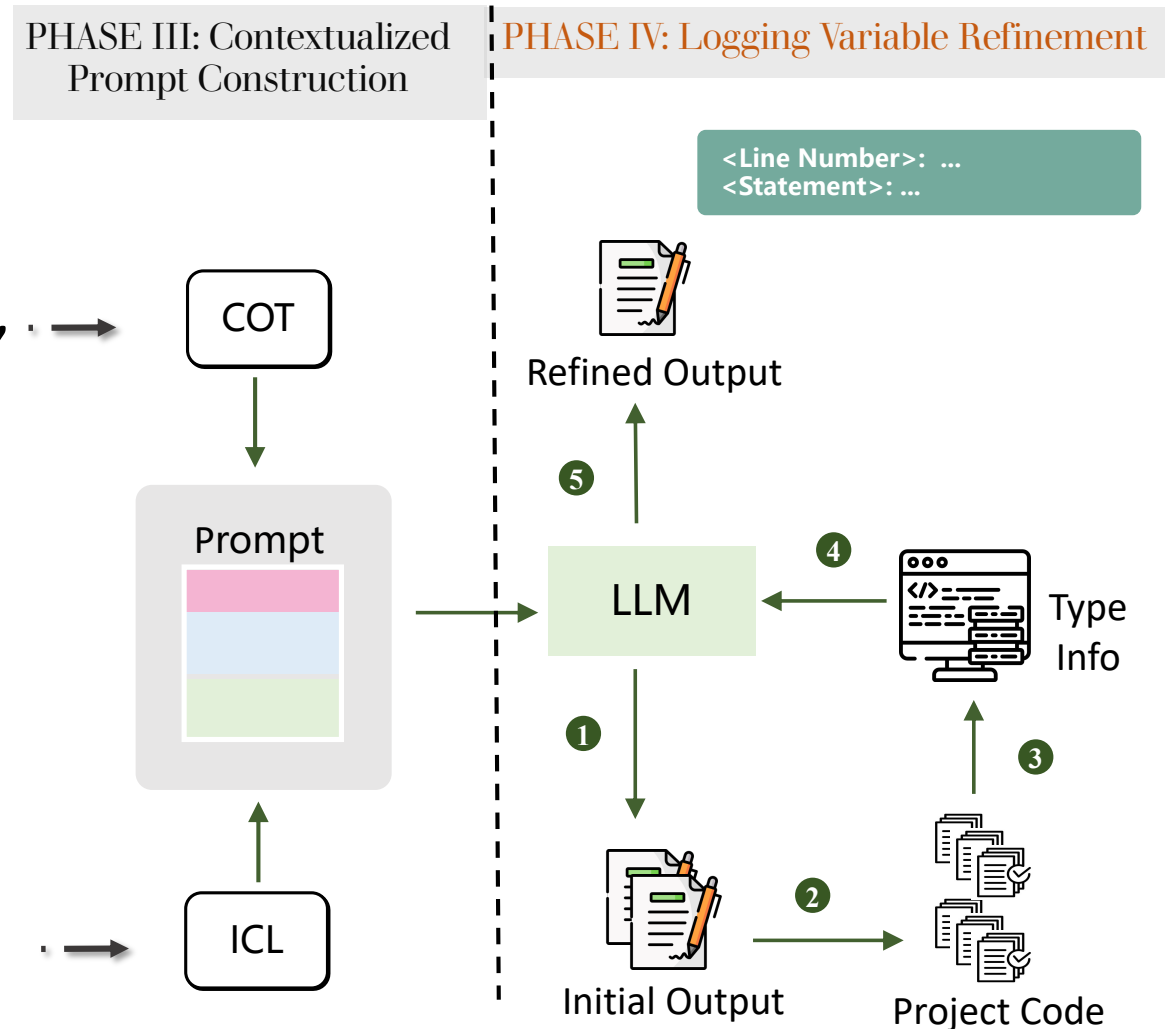 PHASE III: Contextualized
Prompt Construction
PHASE IV: Logging Variable Refinement
<Line Number>: ...
<Statement>: ...
COT
Refined Output
5
Prompt
LLM
4
Type
Info
1
3
ICL
2
Initial Output
Project Code